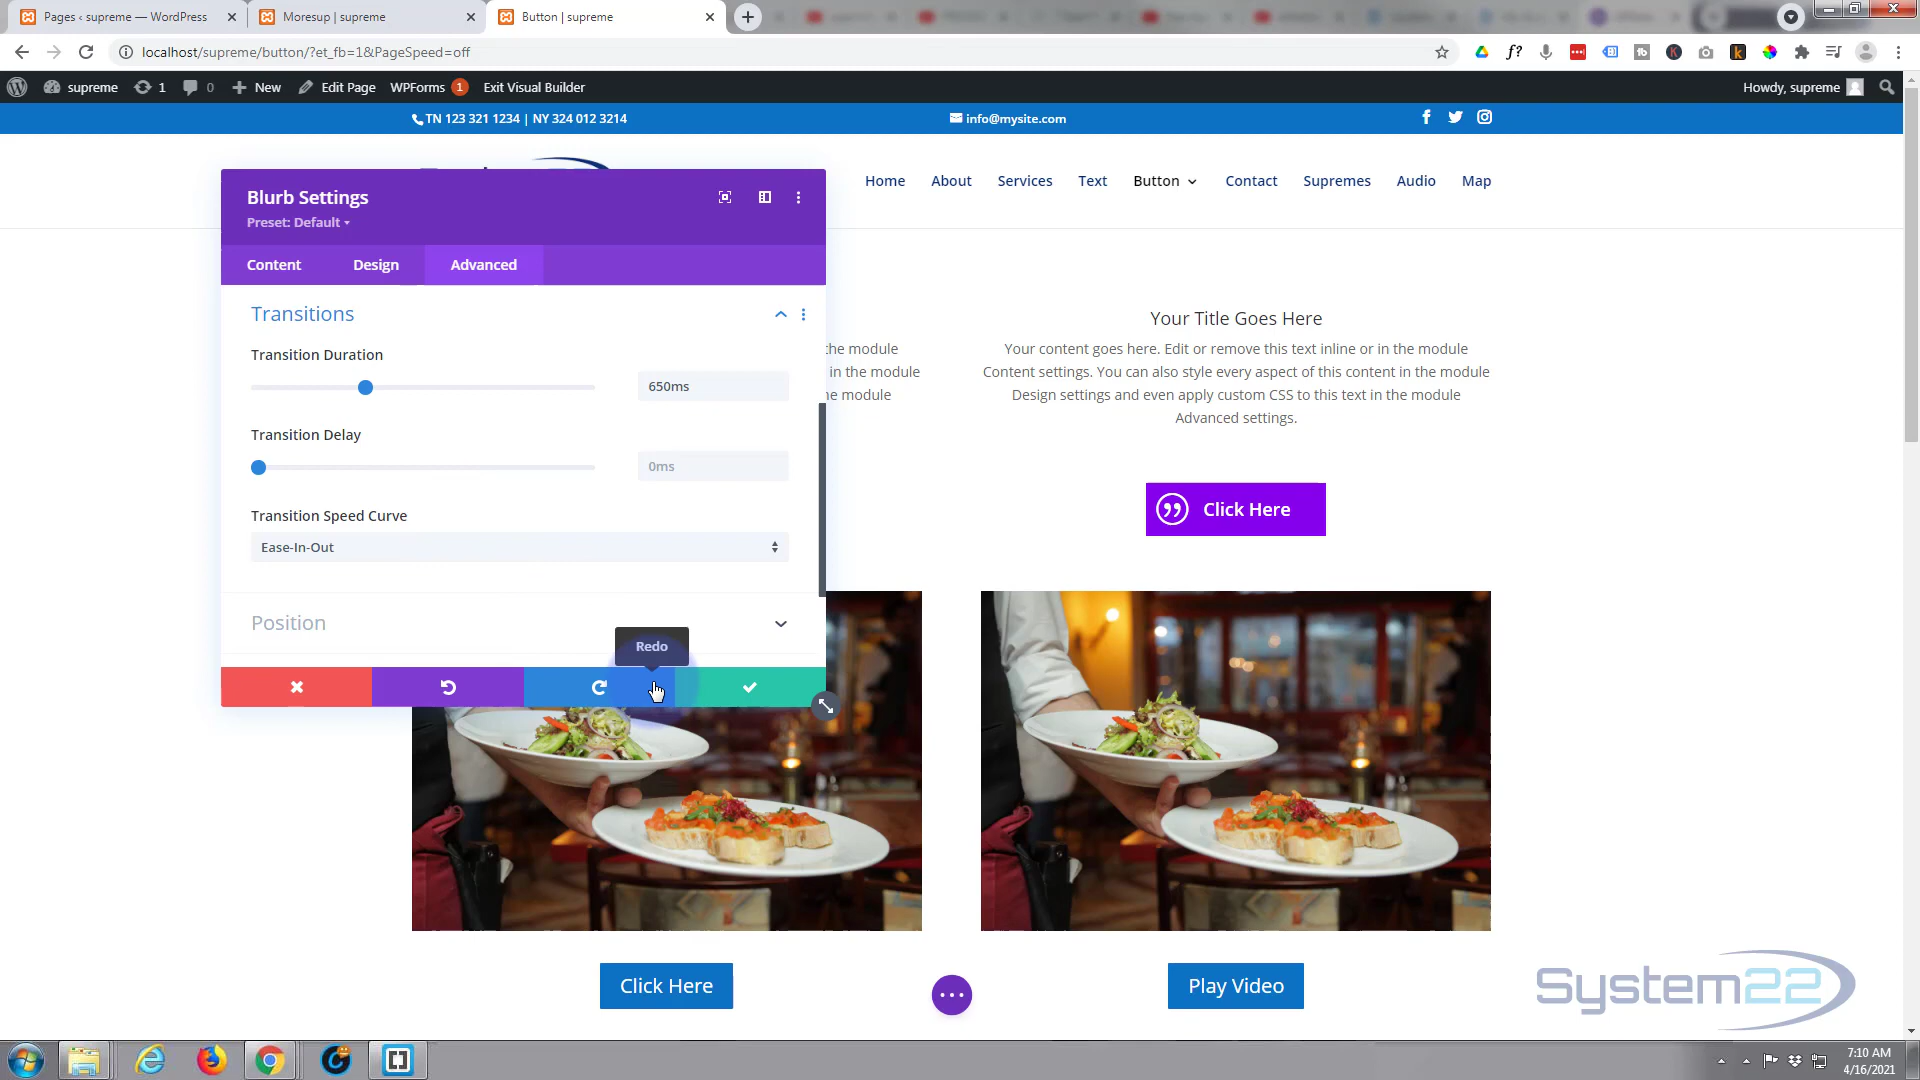 Pages ‹ supreme — WordPress
Moresup | supreme
Button | supreme
localhost/supreme/button/?et_fb=1&PageSpeed=off
supreme
1
0
New
Edit Page
WPForms 1
Exit Visual Builder
Howdy, supreme
TN 123 321 1234 | NY 324 012 3214
info@mysite.com
Home
About
Services
Text
Button
Contact
Supremes
Audio
Map
Blurb Settings
Preset: Default
Content
Design
Advanced
Transitions
Transition Duration
650ms
Transition Delay
0ms
Transition Speed Curve
Ease-In-Out
Position
Redo
the module
in the module
e module
Your Title Goes Here
Your content goes here. Edit or remove this text inline or in the module
Content settings. You can also style every aspect of this content in the module
Design settings and even apply custom CSS to this text in the module
Advanced settings.
Click Here
Click Here
Play Video
System22
7:10 AM
4/16/2021